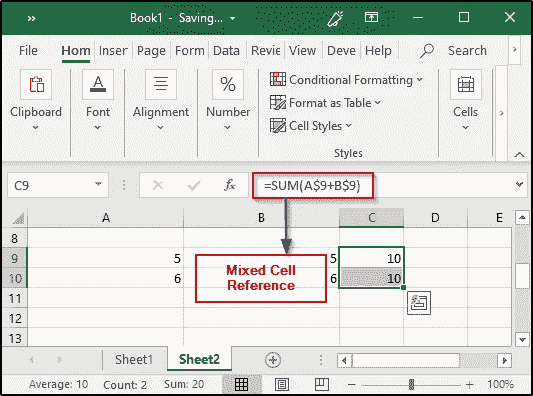 Book1 - Saving...
File Hom Inser Page Form Data Revie View Deve Help Search
Conditional Formatting
Format as Table
Cell Styles
Clipboard Font Alignment Number Cells
Styles
C9 fx =SUM(A$9+B$9)
A B C D E
8
9 5 5 10
10 6 6 10
Mixed Cell
Reference
11
12
13
Sheet1 Sheet2
Average: 10 Count: 2 Sum: 20 100%